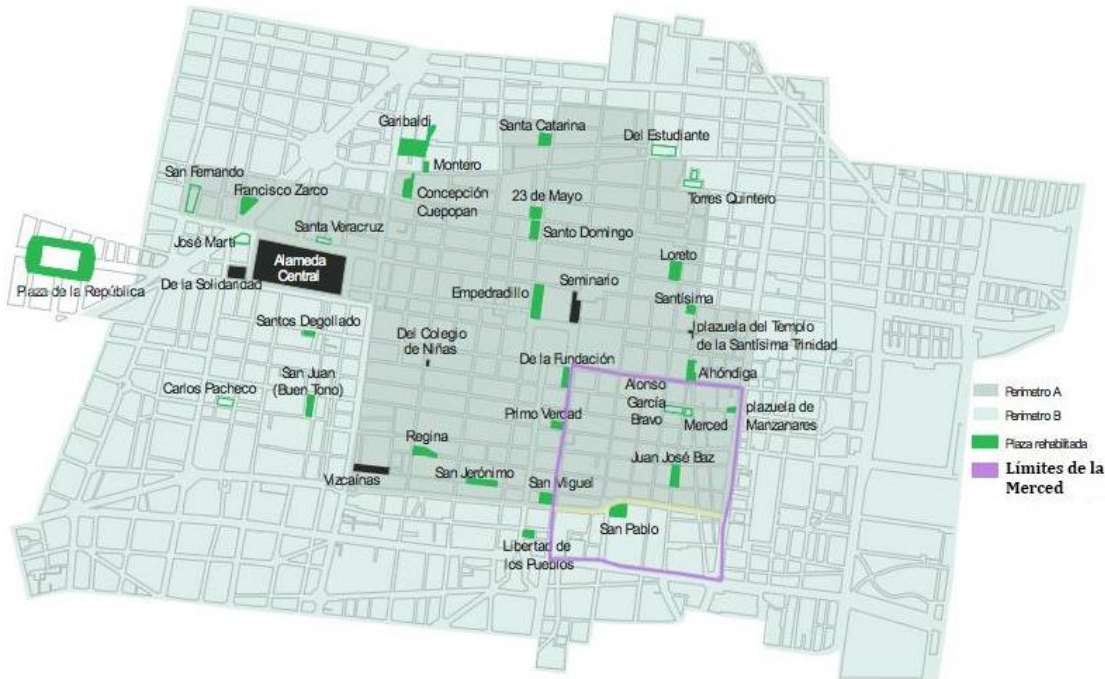 Garibaldi
Santa Catarina
Del Estudiante
Montero
San Fernando
Francisco Zarco
Concepción
Cuepopan
23 de Mayo
Torres Quintero
Santa Veracruz
Santo Domingo
José Martí
Alameda
Central
Loreto
Plaza de la República
De la Solidaridad
Seminario
Empedradillo
Santísima
Santos Degollado
Del Colegio
de Niñas
plazuela del Templo
de la Santísima Trinidad
De la Fundación
Alhóndiga
San Juan
(Buen Tono)
Carlos Pacheco
Alonso
García
Bravo
Merced
plazuela de
Manzanares
Primo Verdad
Regina
Juan José Baz
Vizcaínas
San Jerónimo
San Miguel
San Pablo
Libertad de
los Pueblos
Perímetro A
Perímetro B
Plaza rehabilitada
Límites de la
Merced